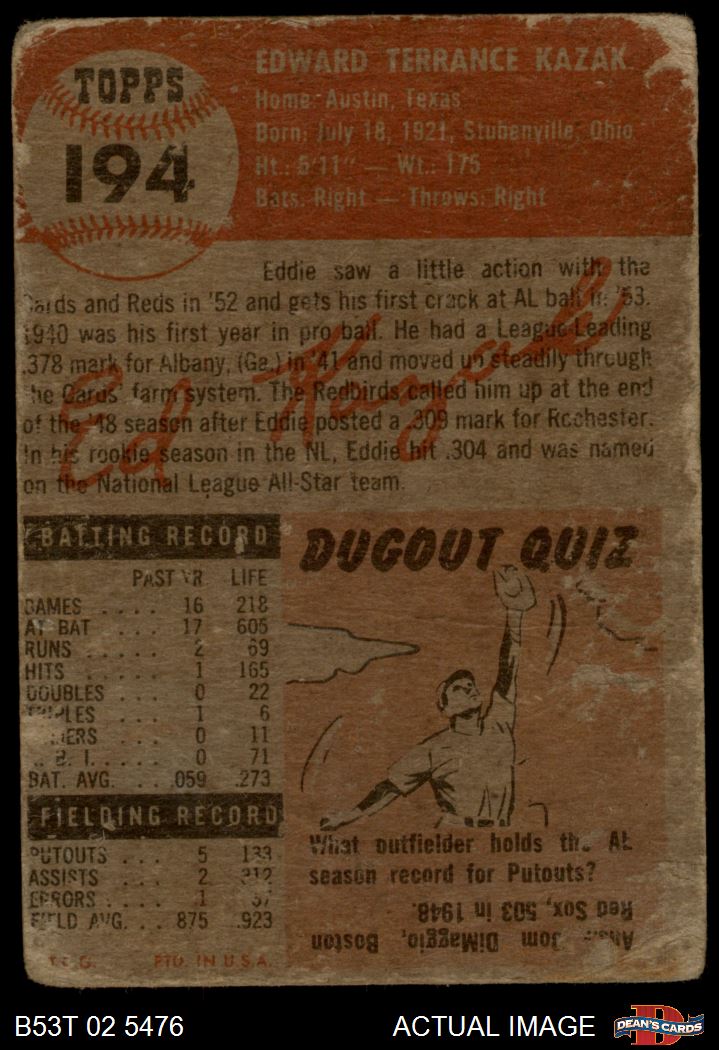 TOPPS
194
EDWARD TERRANCE KAZAK
Home: Austin, Texas
Born: July 18, 1921, Stubenville, Ohio
Ht.: 5'11" — Wt.: 175
Bats: Right — Throws: Right
Eddie saw a little action with the
Cards and Reds in '52 and gets his first crack at AL ball in '53.
1940 was his first year in pro ball. He had a League-Leading
.378 mark for Albany, (Ga.) in '41 and moved up steadily through
the Cards' farm system. The Redbirds called him up at the end
of the '48 season after Eddie posted a .309 mark for Rochester.
In his rookie season in the NL, Eddie hit .304 and was named
on the National League All-Star team.
Ed Kazak
BATTING RECORD
PAST YR LIFE
GAMES .... 16 218
AT BAT ... 17 605
RUNS ..... 2 69
HITS ..... 1 165
DOUBLES .. 0 22
TRIPLES .. 1 6
HOMERS ... 0 11
R. B. I. .... 0 71
BAT. AVG. .059 .273
FIELDING RECORD
PUTOUTS ... 5 133
ASSISTS ... 2 312
ERRORS ... 1 37
FIELD AVG. .875 .923
T.C.G. PTD. IN U.S.A.
DUGOUT QUIZ
What outfielder holds the AL
season record for Putouts?
Ans.: Dom DiMaggio, Boston
Red Sox, 503 in 1948.
B53T 02 5476
ACTUAL IMAGE
DEAN'S CARDS